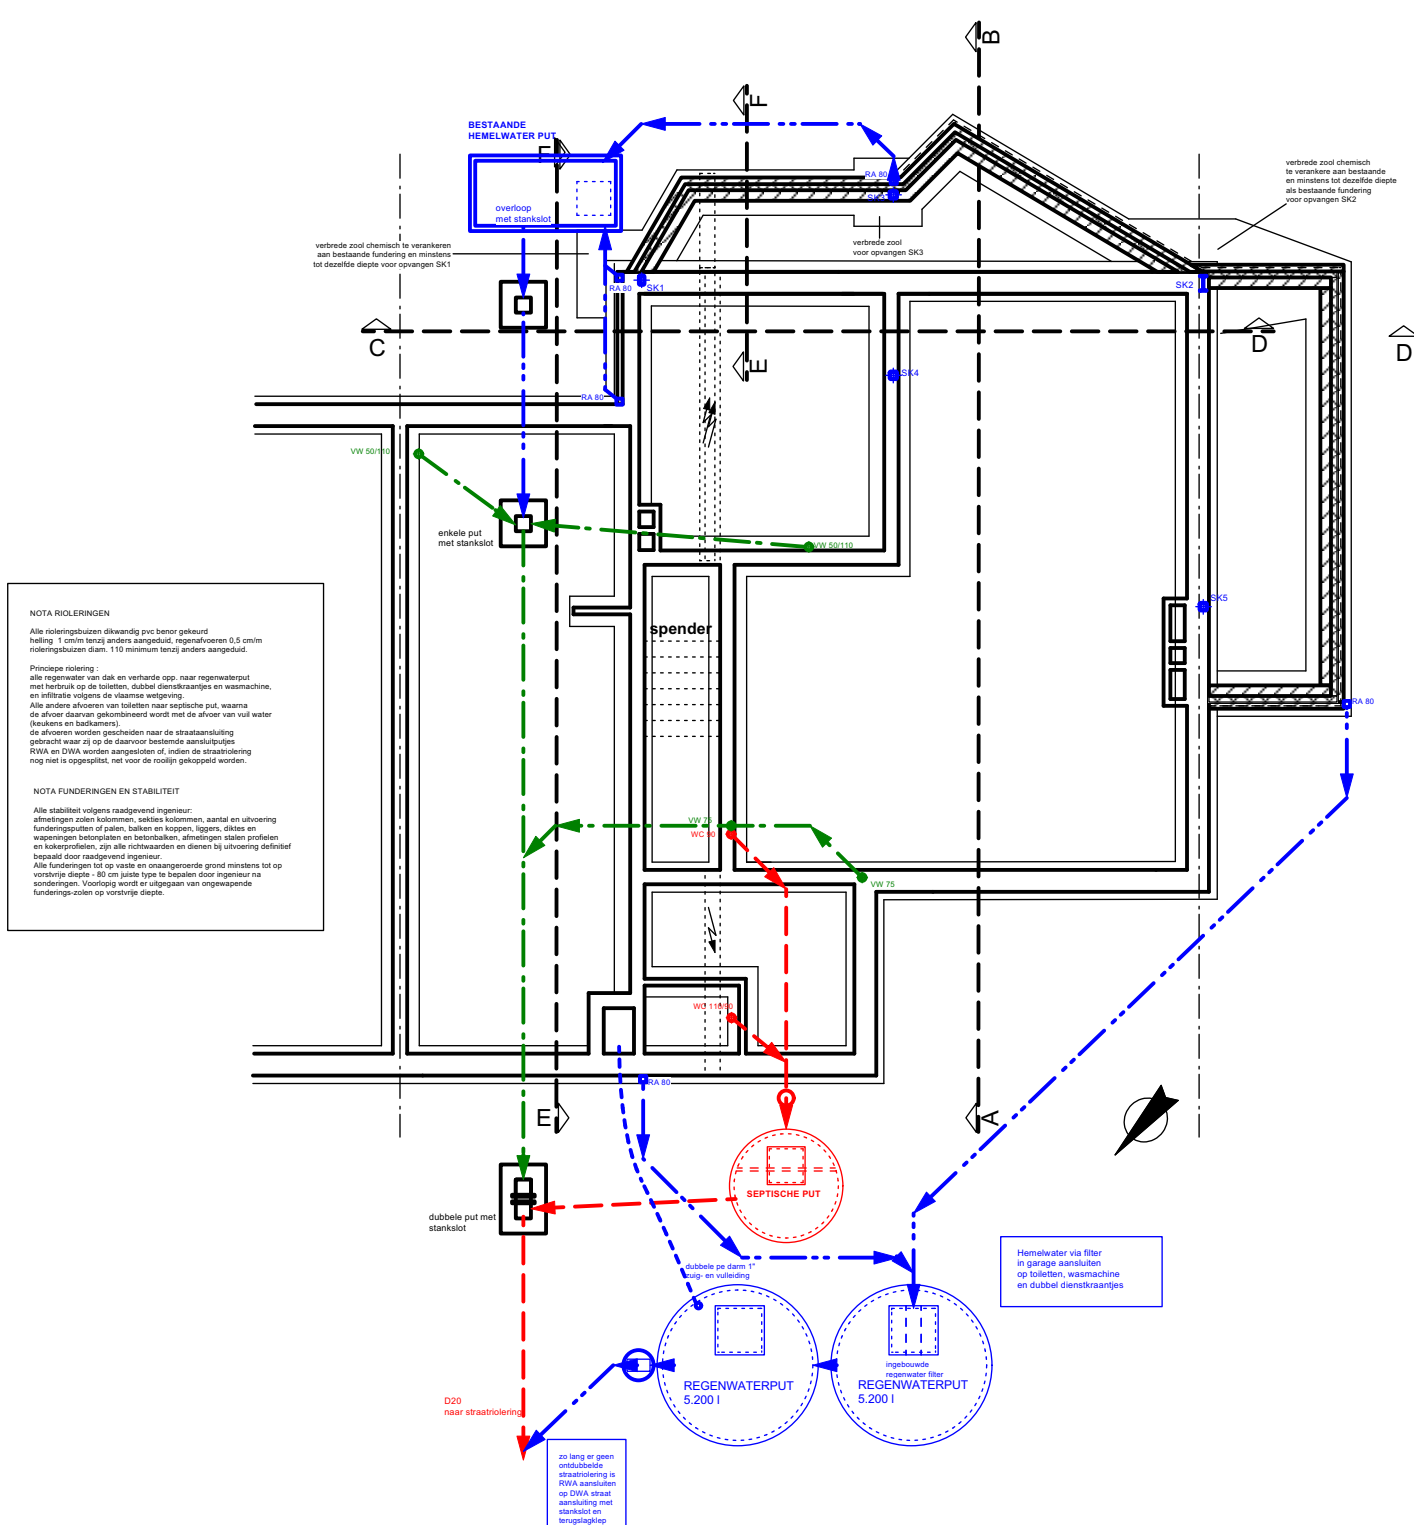 B
F
BESTAANDE
HEMELWATER PUT
E
overloop
met stankslot
RA 80
SK3
verbrede zool
voor opvangen SK3
verbrede zool chemisch
te verankere aan bestaande
en minstens tot dezelfde diepte
als bestaande fundering
voor opvangen SK2
verbrede zool chemisch te verankeren
aan bestaande fundering en minstens
tot dezelfde diepte voor opvangen SK1
RA 80
SK1
SK2
C
E
D
D
SK4
RA 80
VW 50/110
enkele put
met stankslot
VW 50/110
spender
SK5
NOTA RIOLERINGEN
Alle rioleringsbuizen dikwandig pvc benor gekeurd
helling 1 cm/m tenzij anders aangeduid, regenafvoeren 0,5 cm/m
rioleringsbuizen diam. 110 minimum tenzij anders aangeduid.
Principe riolering :
alle regenwater van dak en verharde opp. naar regenwaterput
met herbruik op de toiletten, dubbel dienstkraantjes en wasmachine,
en infiltratie volgens de vlaamse wetgeving.
Alle andere afvoeren van toiletten naar septische put, waarna
de afvoer daarvan gekombineerd wordt met de afvoer van vuil water
(keukens en badkamers).
de afvoeren worden gescheiden naar de straataansluiting
gebracht waar zij op de daarvoor bestemde aansluitputjes
RWA en DWA worden aangesloten of, indien de straatriolering
nog niet is opgesplitst, net voor de rooilijn gekoppeld worden.
NOTA FUNDERINGEN EN STABILITEIT
Alle stabiliteit volgens raadgevend ingenieur:
afmetingen zolen kolommen, sekties kolommen, aantal en uitvoering
funderingsputten of palen, balken en koppen, liggers, diktes en
wapeningen betonplaten en betonbalken, afmetingen stalen profielen
en kokerprofielen, zijn alle richtwaarden en dienen bij uitvoering definitief
bepaald door raadgevend ingenieur.
Alle funderingen tot op vaste en onaangeroerde grond minstens tot op
vorstvrije diepte - 80 cm juiste type te bepalen door ingenieur na
sonderingen. Voorlopig wordt er uitgegaan van ongewapende
funderings-zolen op vorstvrije diepte.
RA 80
VW 75
WC 90
VW 75
WC 110/90
RA 80
E
A
SEPTISCHE PUT
dubbele put met
stankslot
dubbele pe darm 1"
zuig- en vulleiding
Hemelwater via filter
in garage aansluiten
op toiletten, wasmachine
en dubbel dienstkraantjes
REGENWATERPUT
5.200 l
ingebouwde
regenwater filter
REGENWATERPUT
5.200 l
D20
naar straatriolering
zo lang er geen
ontdubbelde
straatriolering is
RWA aansluiten
op DWA straat
aansluiting met
stankslot en
terugslagklep